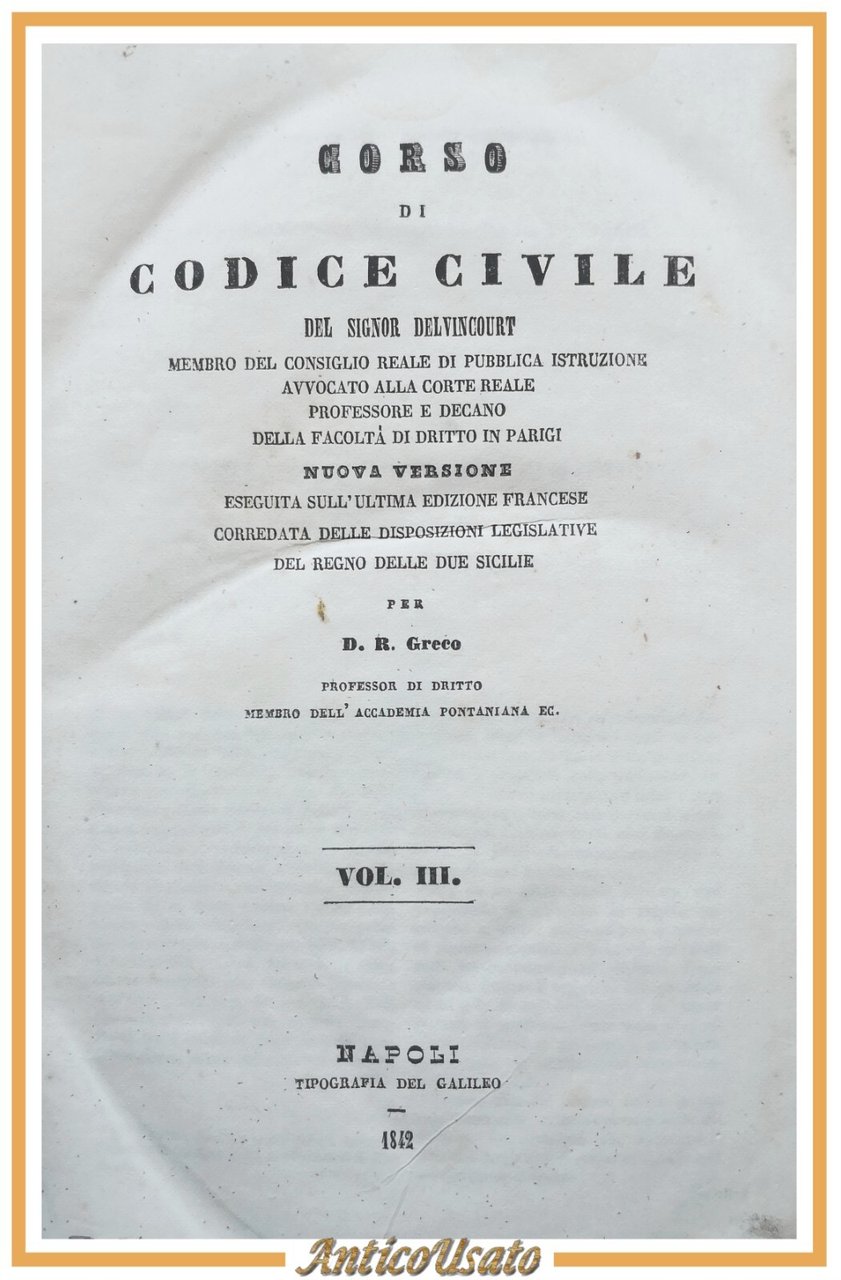 CORSO
DI
CODICE CIVILE
DEL SIGNOR DELVINCOURT
MEMBRO DEL CONSIGLIO REALE DI PUBBLICA ISTRUZIONE
AVVOCATO ALLA CORTE REALE
PROFESSORE E DECANO
DELLA FACOLTÀ DI DRITTO IN PARIGI
NUOVA VERSIONE
ESEGUITA SULL' ULTIMA EDIZIONE FRANCESE
CORREDATA DELLE DISPOSIZIONI LEGISLATIVE
DEL REGNO DELLE DUE SICILIE
PER
D. R. Greco
PROFESSOR DI DRITTO
MEMBRO DELL' ACCADEMIA PONTANIANA EC.
VOL. III.
NAPOLI
TIPOGRAFIA DEL GALILEO
1842
AnticoUsato